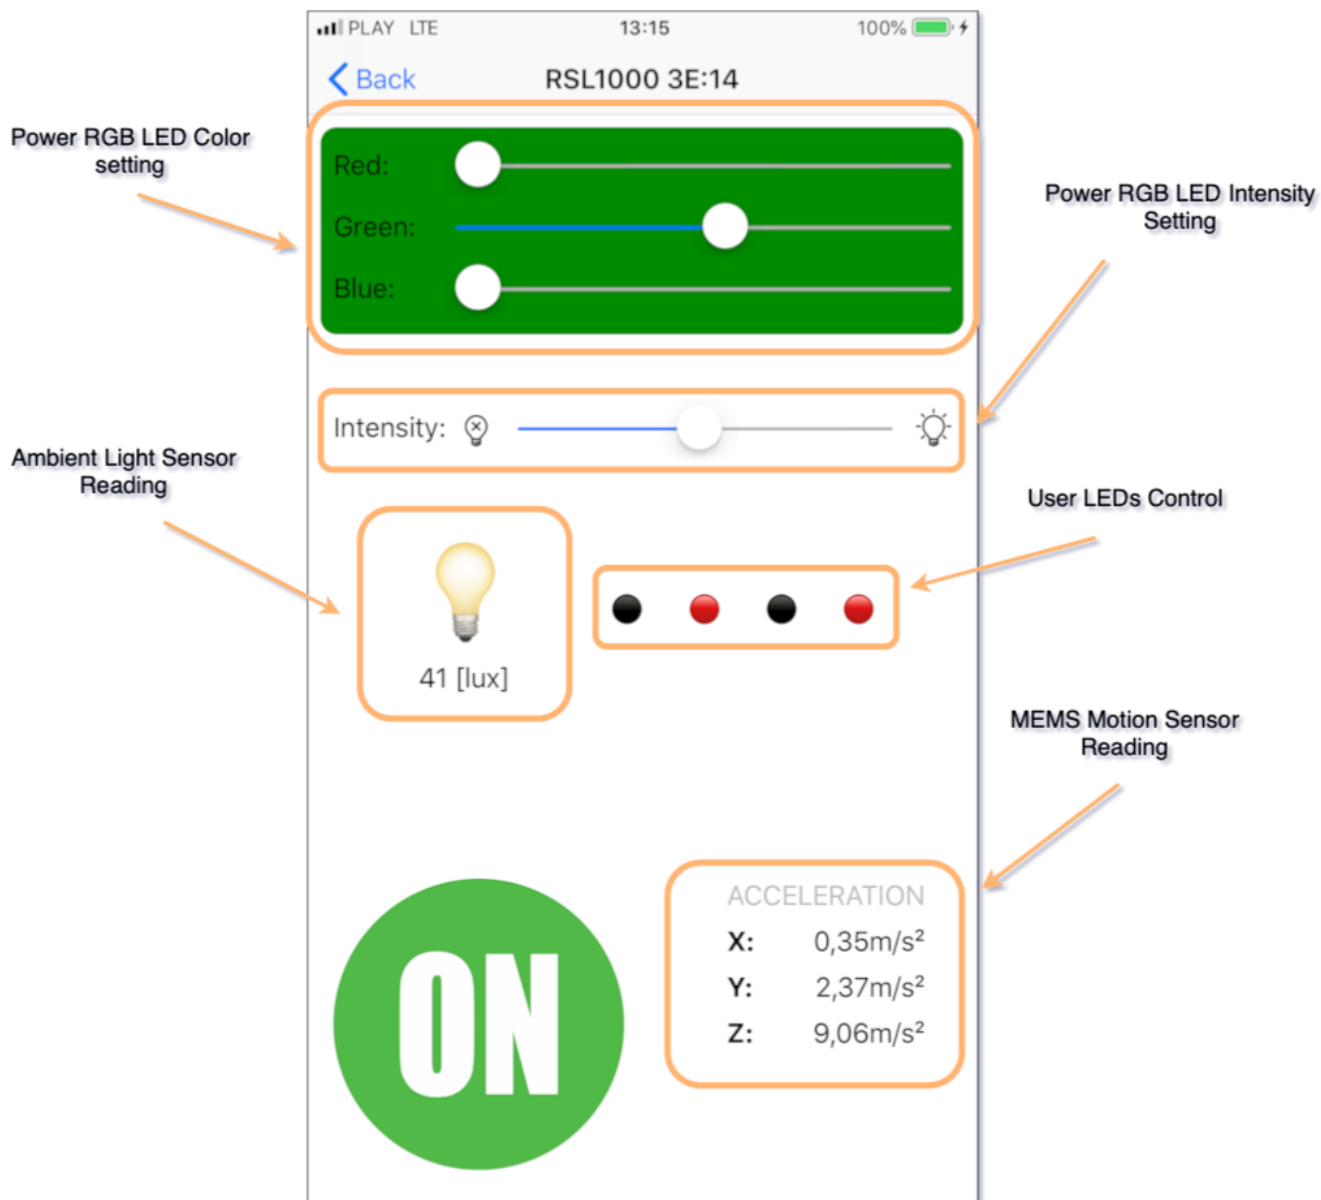 PLAY LTE 13:15 100%
Back RSL1000 3E:14
Power RGB LED Color
setting
Red:
Green:
Blue:
Power RGB LED Intensity
Setting
Intensity:
Ambient Light Sensor
Reading
41 [lux]
User LEDs Control
MEMS Motion Sensor
Reading
ON
ACCELERATION
X: 0,35m/s²
Y: 2,37m/s²
Z: 9,06m/s²